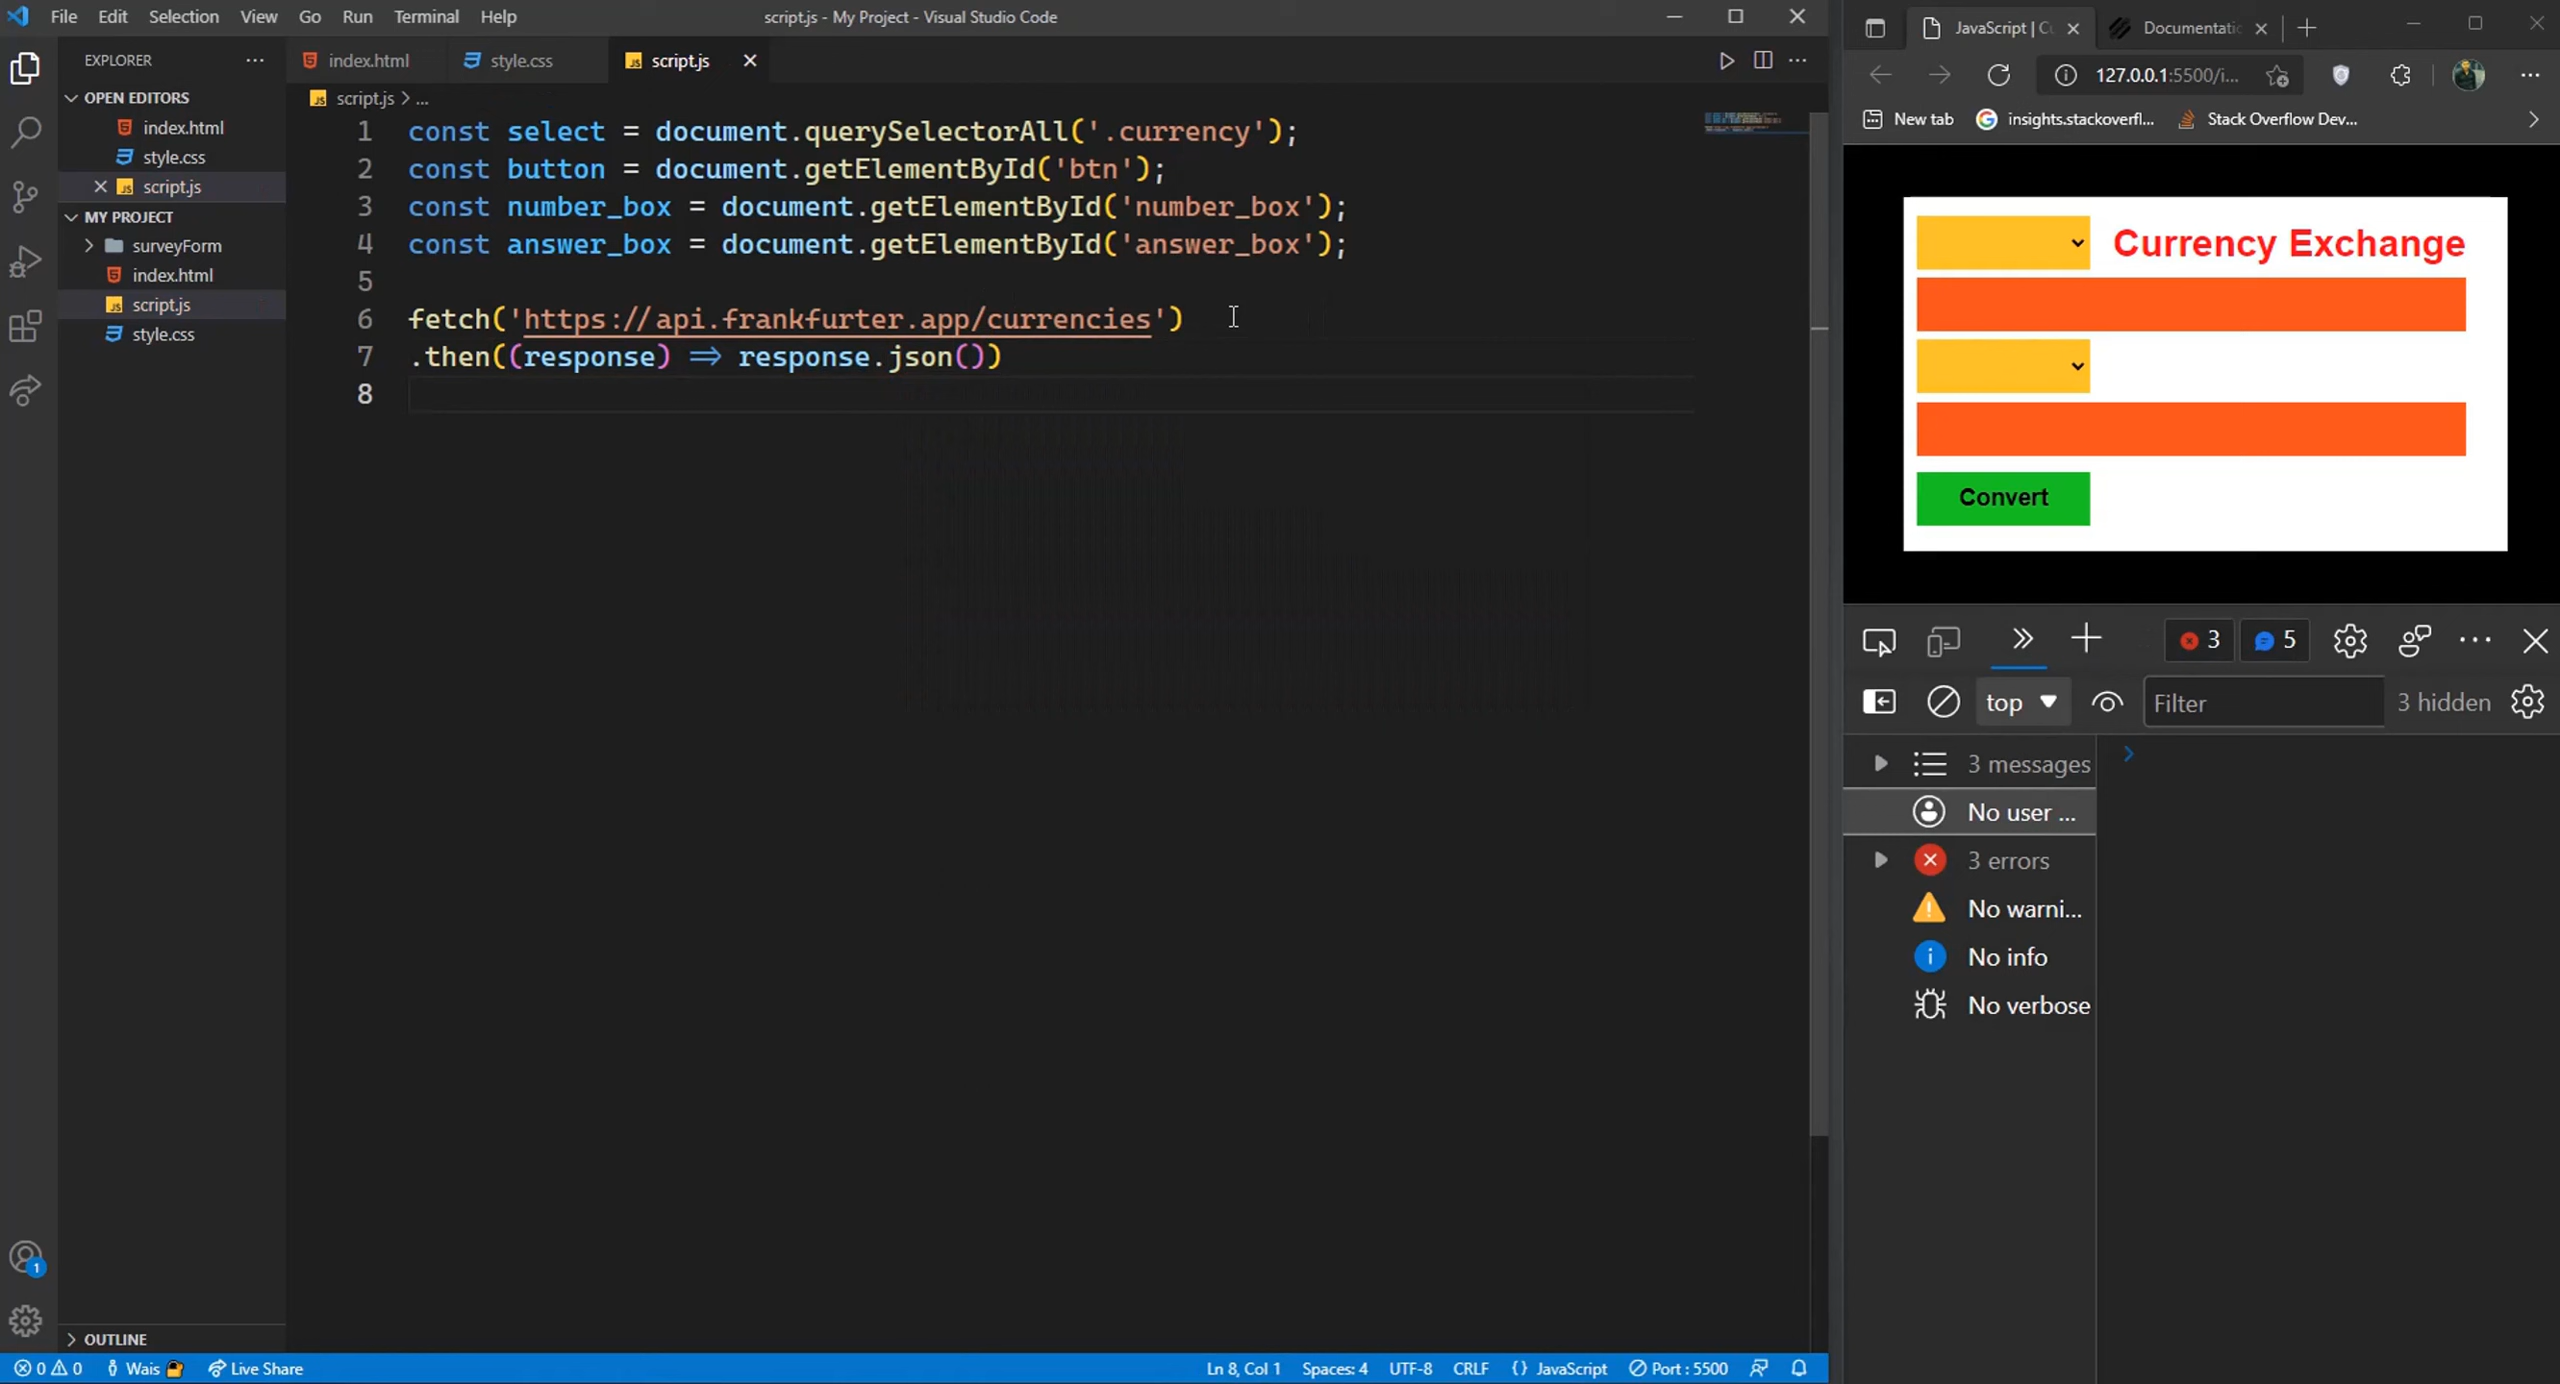 File Edit Selection View Go Run Terminal Help
script.js - My Project - Visual Studio Code
EXPLORER
OPEN EDITORS
index.html
style.css
script.js
MY PROJECT
surveyForm
index.html
script.js
style.css
OUTLINE
index.html style.css script.js
script.js > ...
1 const select = document.querySelectorAll('.currency');
2 const button = document.getElementById('btn');
3 const number_box = document.getElementById('number_box');
4 const answer_box = document.getElementById('answer_box');
5
6 fetch('https://api.frankfurter.app/currencies')
7 .then((response) => response.json())
8
1
0 0 Wais Live Share
Ln 8, Col 1 Spaces: 4 UTF-8 CRLF {} JavaScript Port : 5500
JavaScript | Cu Documentatio
127.0.0.1:5500/i...
New tab insights.stackoverfl... Stack Overflow Dev...
Currency Exchange
Convert
3 5
top Filter 3 hidden
3 messages
No user ...
3 errors
No warni...
No info
No verbose